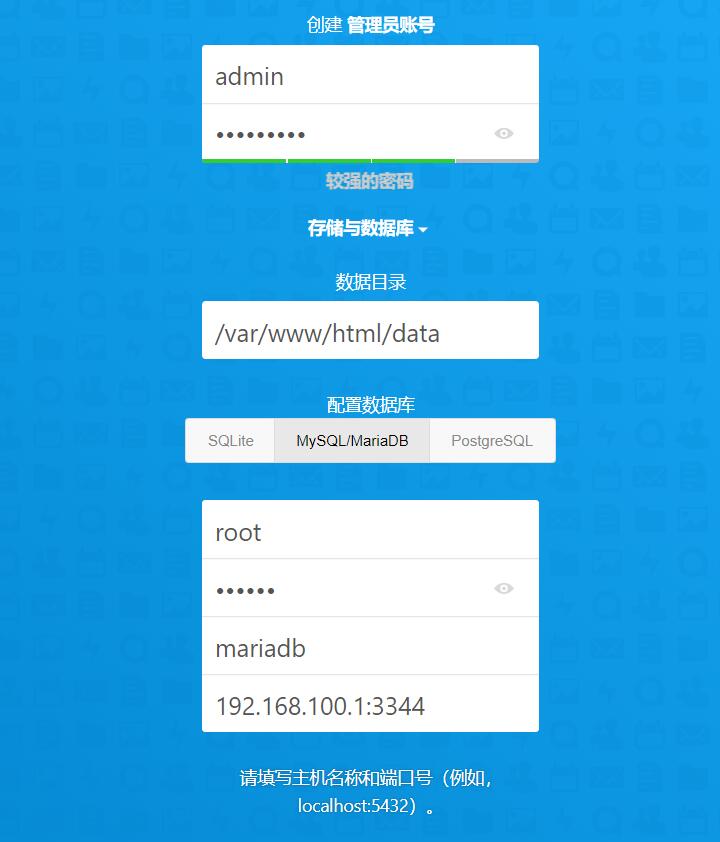 创建 管理员账号
admin
•••••••••
较强的密码
存储与数据库
数据目录
/var/www/html/data
配置数据库
SQLite MySQL/MariaDB PostgreSQL
root
••••••
mariadb
192.168.100.1:3344
请填写主机名称和端口号（例如，
localhost:5432）。